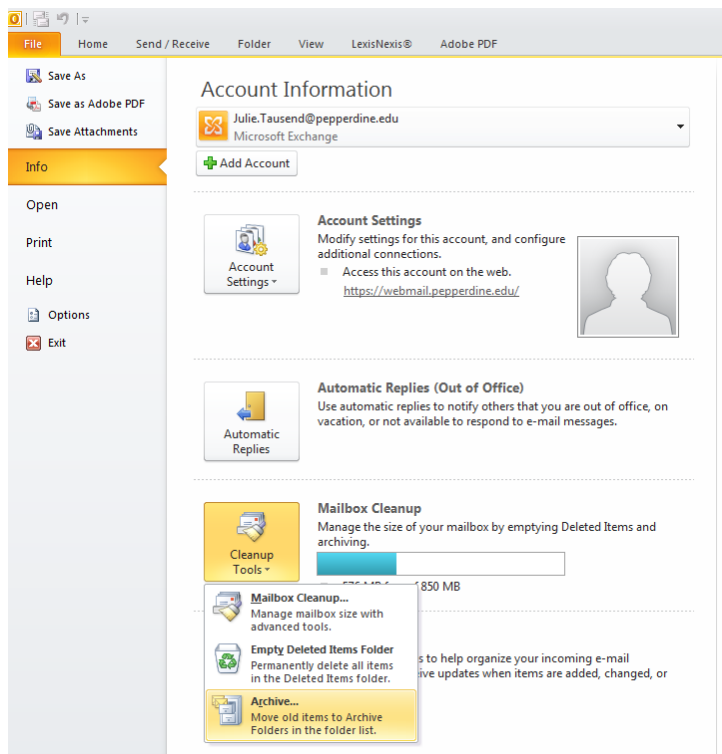 File Home Send / Receive Folder View LexisNexis® Adobe PDF
Save As
Save as Adobe PDF
Save Attachments
Info
Open
Print
Help
Options
Exit
Account Information
Julie.Tausend@pepperdine.edu
Microsoft Exchange
Add Account
Account
Settings
Account Settings
Modify settings for this account, and configure
additional connections.
Access this account on the web.
https://webmail.pepperdine.edu/
Automatic
Replies
Automatic Replies (Out of Office)
Use automatic replies to notify others that you are out of office, on
vacation, or not available to respond to e-mail messages.
Cleanup
Tools
Mailbox Cleanup
Manage the size of your mailbox by emptying Deleted Items and
archiving.
850 MB
Mailbox Cleanup...
Manage mailbox size with
advanced tools.
Empty Deleted Items Folder
Permanently delete all items
in the Deleted Items folder.
Archive...
Move old items to Archive
Folders in the folder list.
s to help organize your incoming e-mail
ive updates when items are added, changed, or